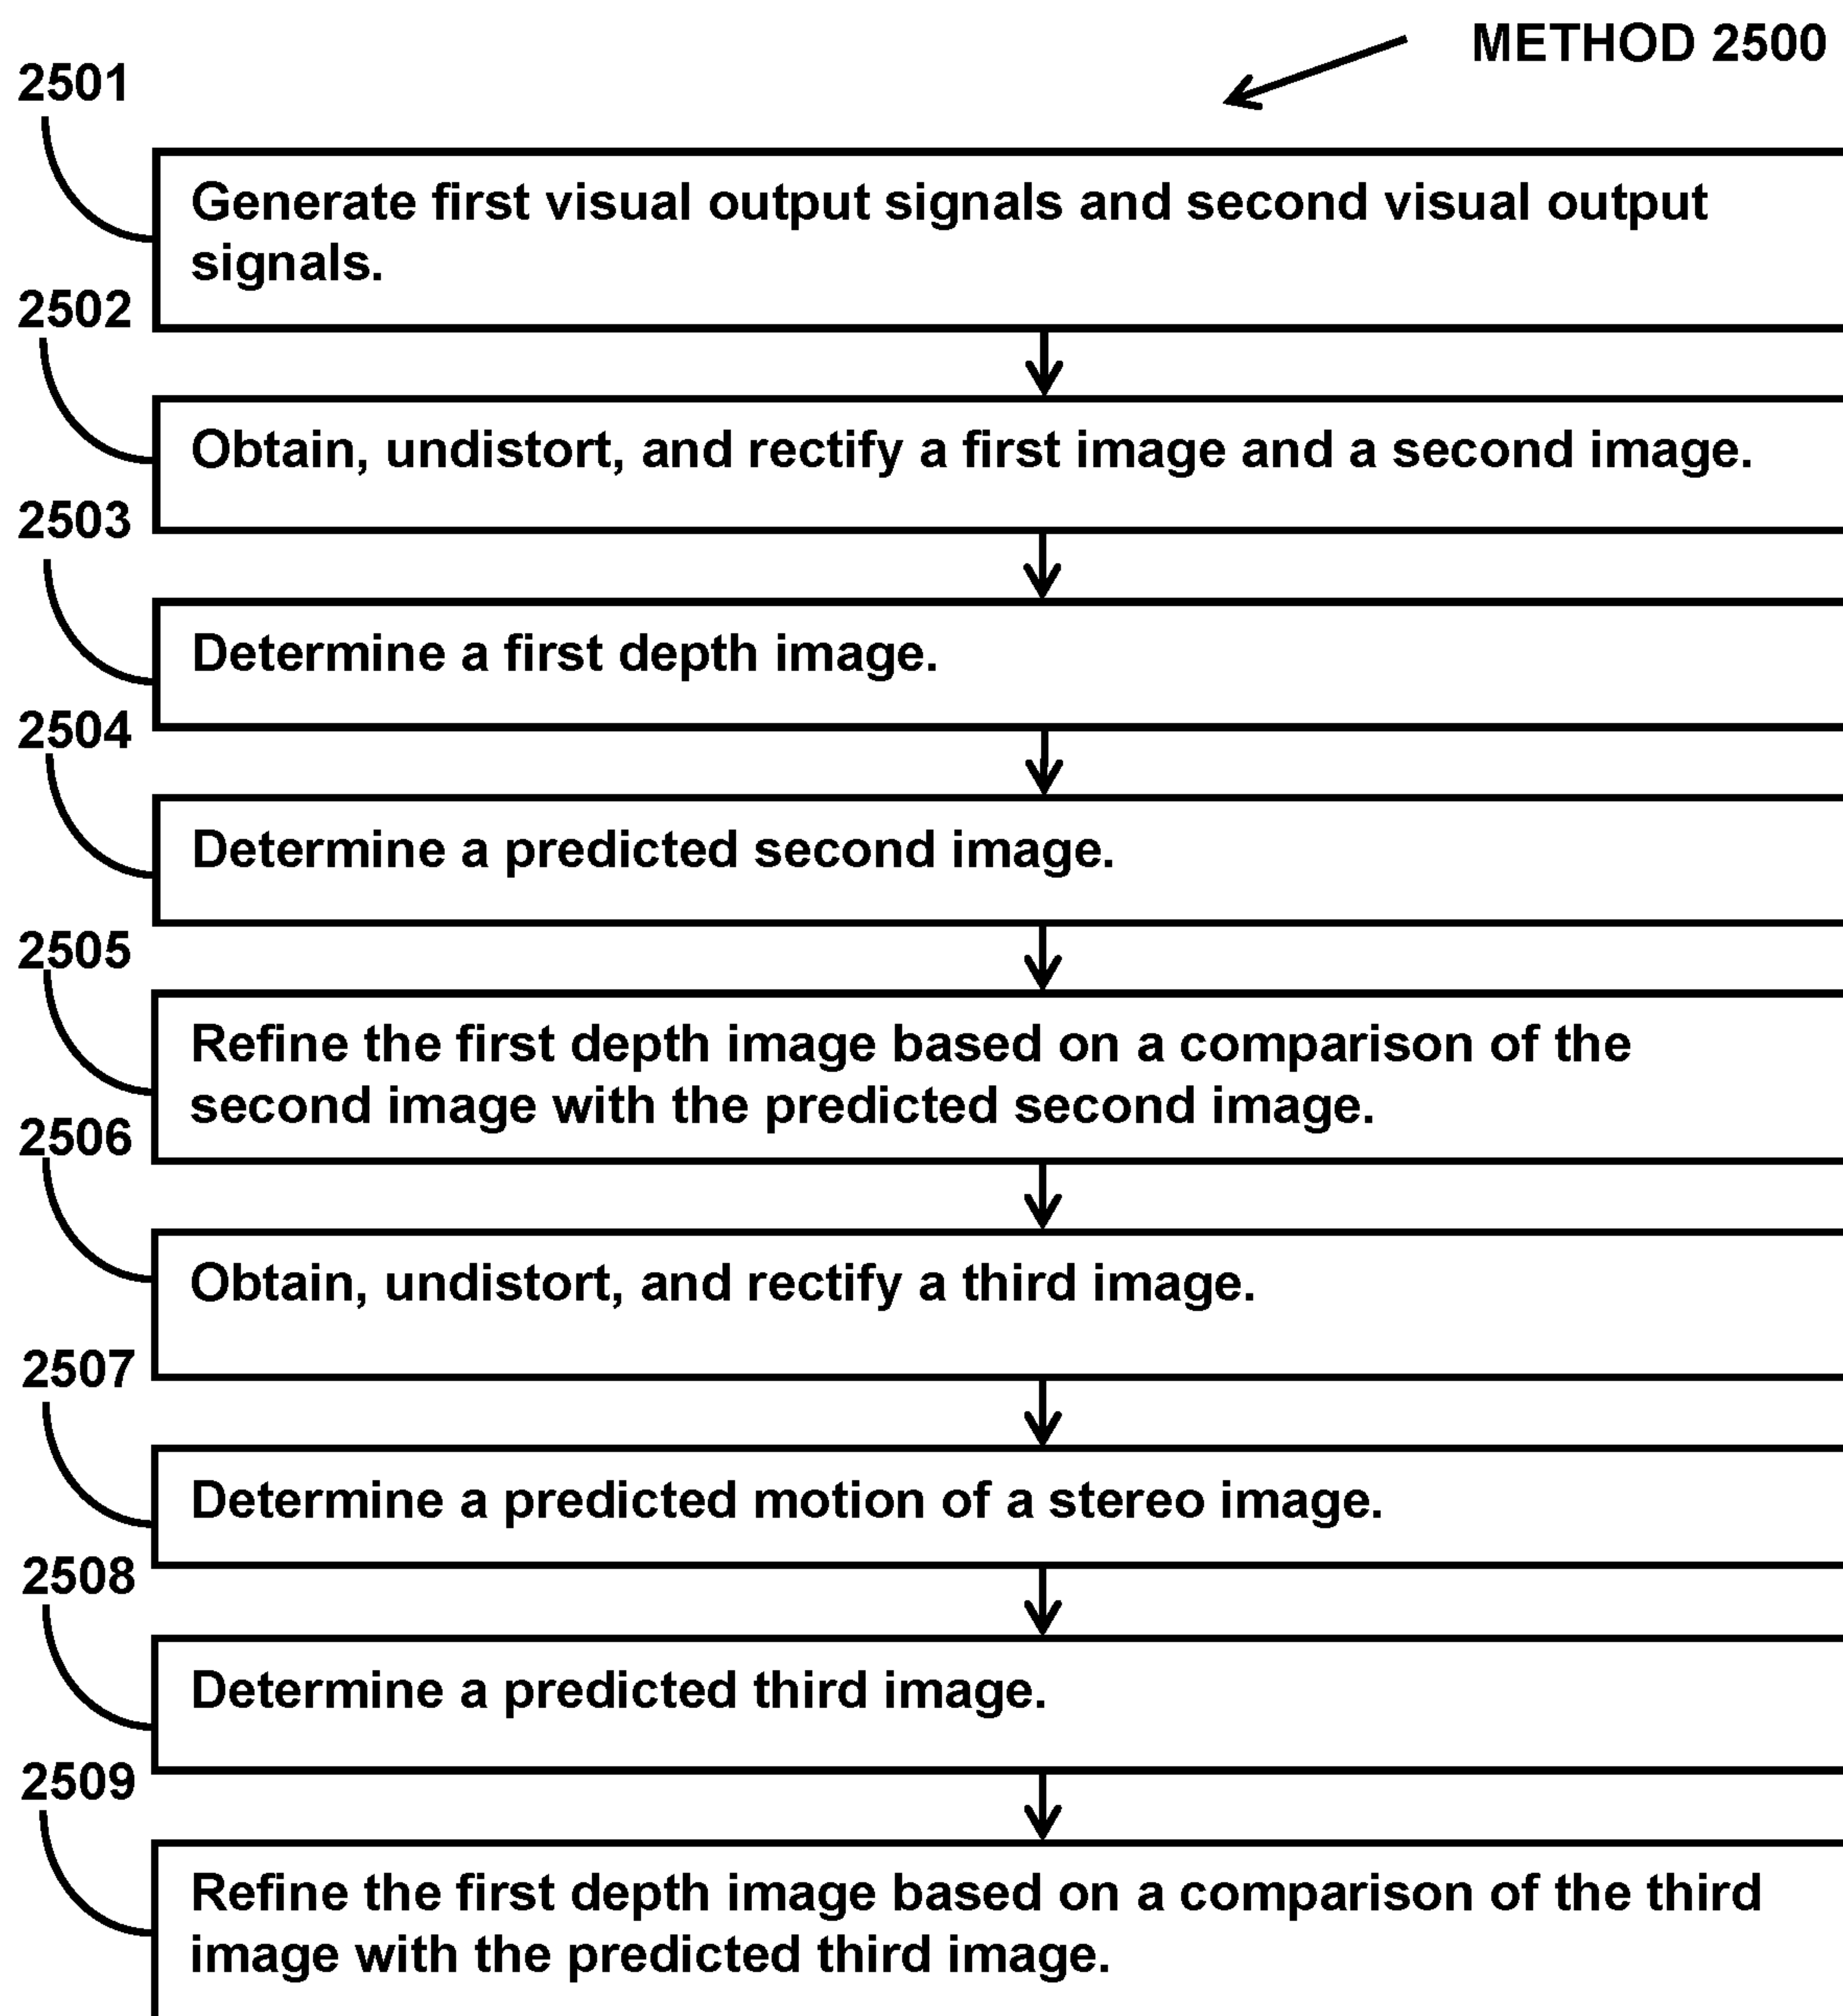 METHOD 2500
2501
Generate first visual output signals and second visual output
signals.
2502
Obtain, undistort, and rectify a first image and a second image.
2503
Determine a first depth image.
2504
Determine a predicted second image.
2505
Refine the first depth image based on a comparison of the
second image with the predicted second image.
2506
Obtain, undistort, and rectify a third image.
2507
Determine a predicted motion of a stereo image.
2508
Determine a predicted third image.
2509
Refine the first depth image based on a comparison of the third
image with the predicted third image.